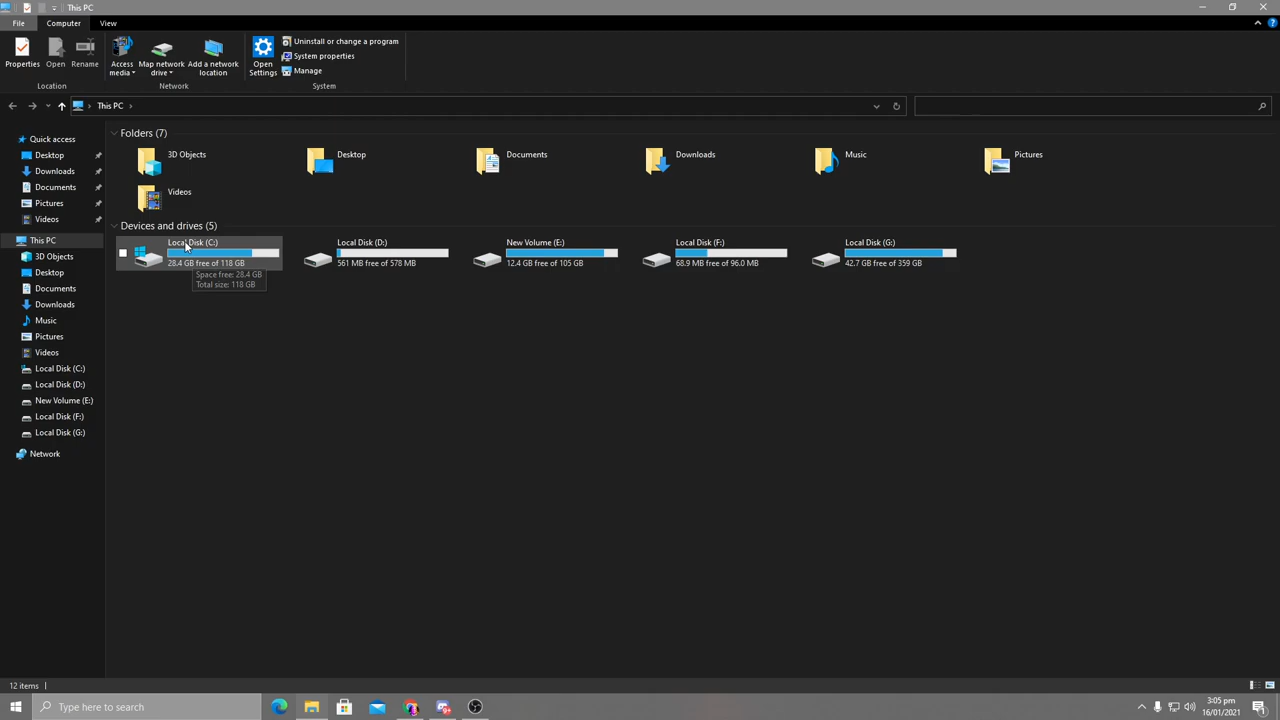 This PC
File
Computer
View
Properties
Open
Rename
Access media
Map network drive
Add a network location
Open Settings
Uninstall or change a program
System properties
Manage
Location
Network
System
This PC
Quick access
Desktop
Downloads
Documents
Pictures
Videos
This PC
3D Objects
Desktop
Documents
Downloads
Music
Pictures
Videos
Local Disk (C:)
Local Disk (D:)
New Volume (E:)
Local Disk (F:)
Local Disk (G:)
Network
Folders (7)
3D Objects
Desktop
Documents
Downloads
Music
Pictures
Videos
Devices and drives (5)
Local Disk (C:)
28.4 GB free of 118 GB
Space free: 28.4 GB
Total size: 118 GB
Local Disk (D:)
561 MB free of 578 MB
New Volume (E:)
12.4 GB free of 105 GB
Local Disk (F:)
68.9 MB free of 96.0 MB
Local Disk (G:)
42.7 GB free of 359 GB
12 items
Type here to search
3:05 pm
16/01/2021